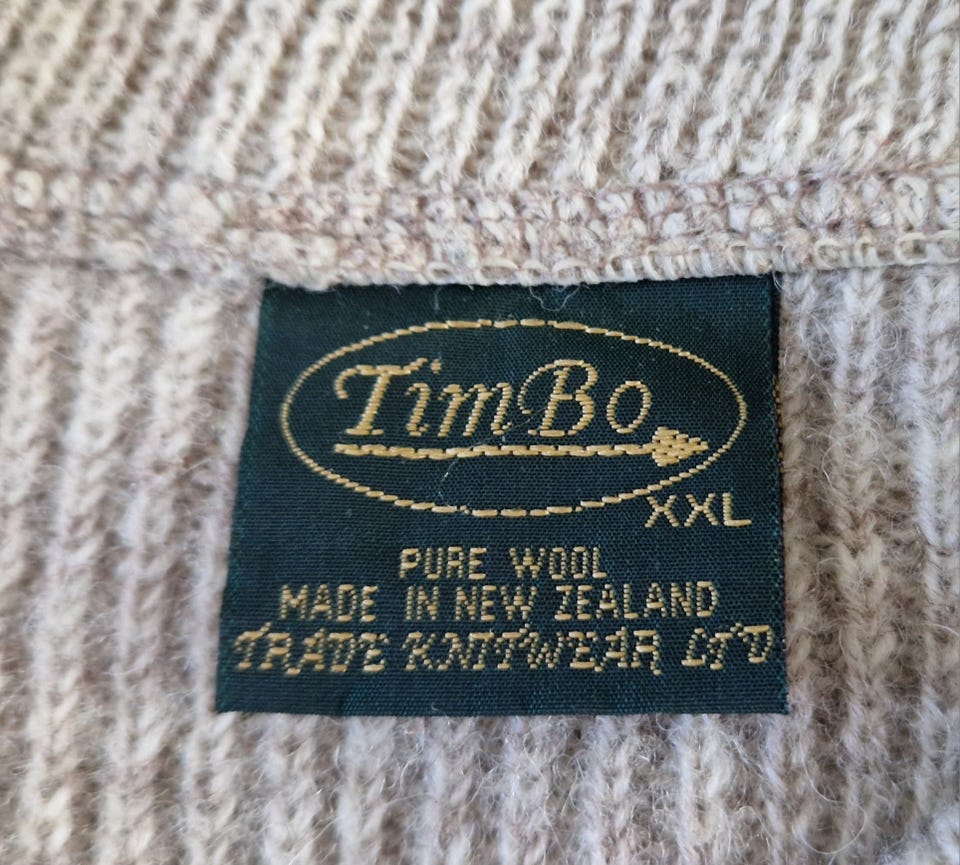 TimBo
XXL
PURE WOOL
MADE IN NEW ZEALAND
TRADE KNITWEAR LTD